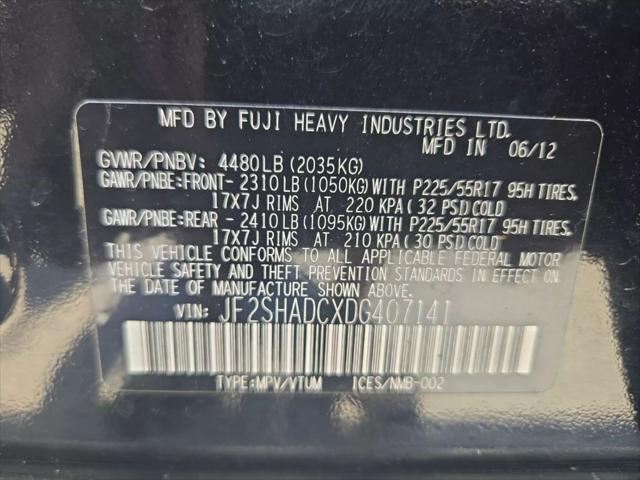 MFD BY FUJI HEAVY INDUSTRIES LTD.
MFD IN 06/12
GVWR/PNBV: 4480LB(2035KG)
GAWR/PNBE:FRONT-2310LB(1050KG)WITH P225/55R17 95H TIRES,
17X7J RIMS AT 220 KPA(32 PSI)COLD
GAWR/PNBE:REAR -2410LB(1095KG)WITH P225/55R17 95H TIRES,
17X7J RIMS AT 210 KPA(30 PSI)COLD
THIS VEHICLE CONFORMS TO ALL APPLICABLE FEDERAL MOTOR
VEHICLE SAFETY AND THEFT PREVENTION STANDARDS IN EFFECT ON
THE DATE OF MANUFACTURE SHOWN ABOVE.
VIN: JF2SHADCXDG407141
TYPE:MPV/VTUM ICES/NMB-002